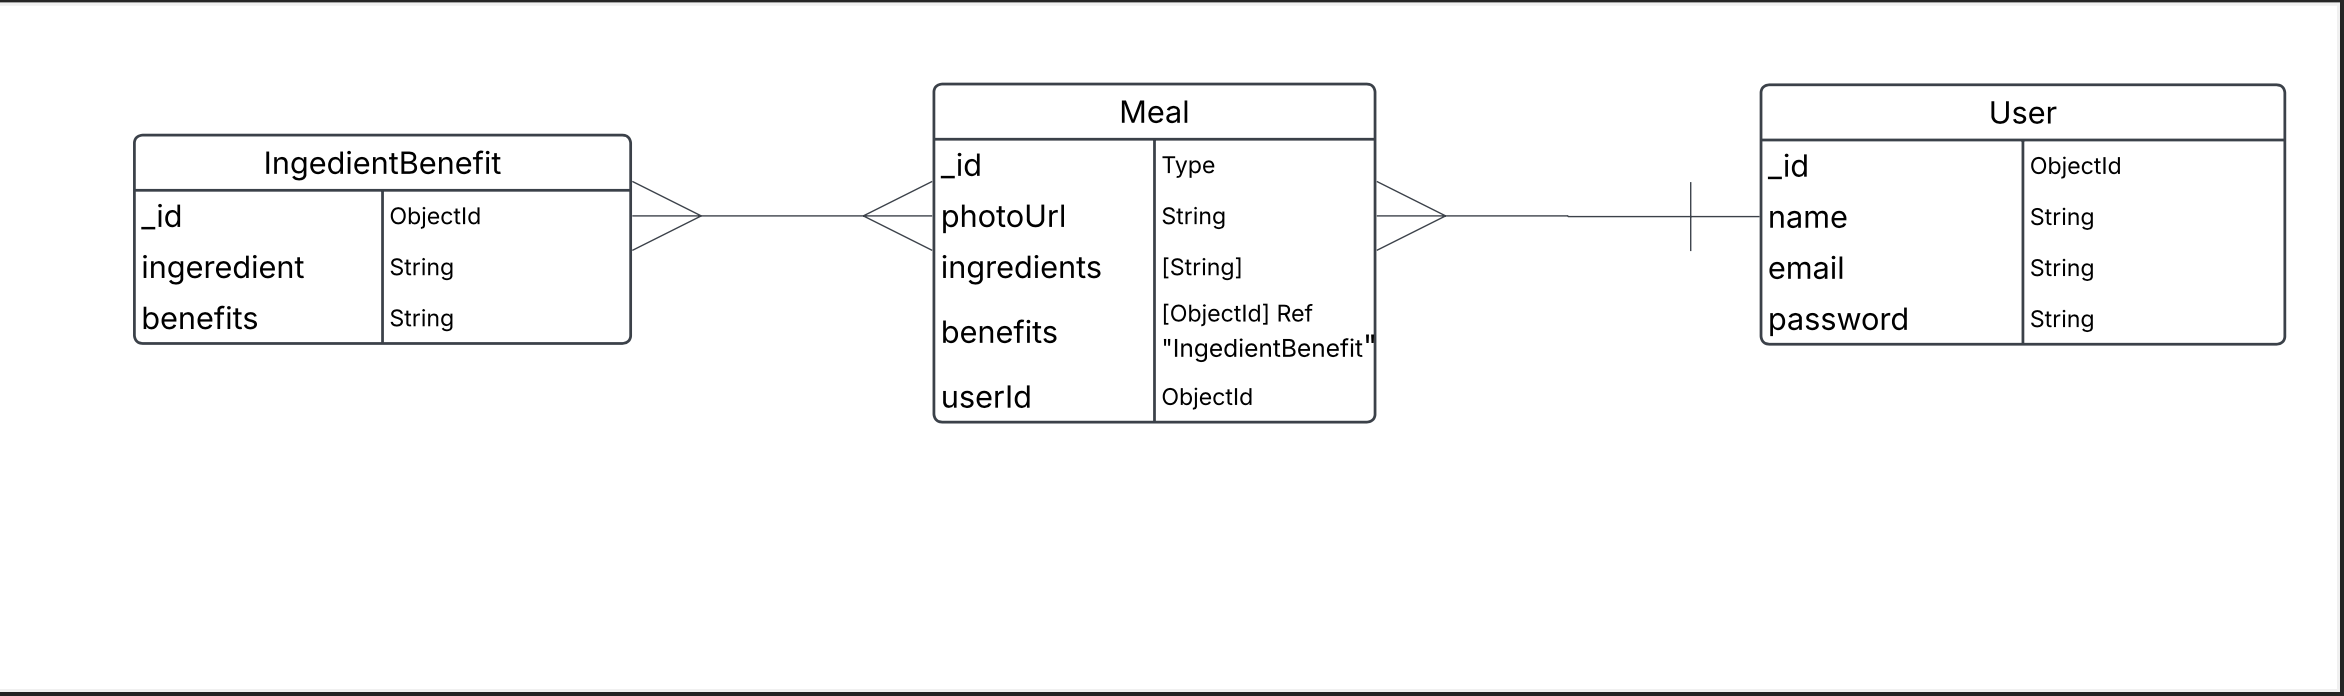 IngedientBenefit
_id ObjectId
ingeredient String
benefits String
Meal
_id Type
photoUrl String
ingredients [String]
benefits [ObjectId] Ref
"IngedientBenefit"
userId ObjectId
User
_id ObjectId
name String
email String
password String